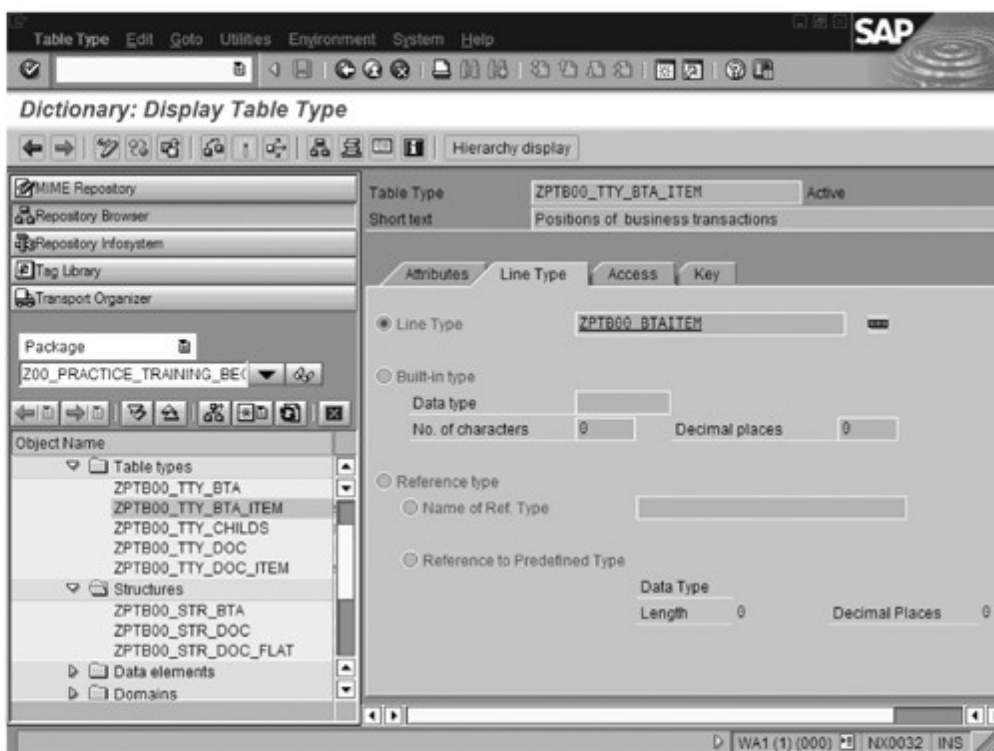 Table Type Edit Goto Utilities Environment System Help
SAP
Dictionary: Display Table Type
Hierarchy display
MIME Repository
Repository Browser
Repository Infosystem
Tag Library
Transport Organizer
Package
Z00_PRACTICE_TRAINING_BE
Object Name
Table types
ZPTB00_TTY_BTA
ZPTB00_TTY_BTA_ITEM
ZPTB00_TTY_CHILDS
ZPTB00_TTY_DOC
ZPTB00_TTY_DOC_ITEM
Structures
ZPTB00_STR_BTA
ZPTB00_STR_DOC
ZPTB00_STR_DOC_FLAT
Data elements
Domains
Table Type ZPTB00_TTY_BTA_ITEM Active
Short text Positions of business transactions
Attributes Line Type Access Key
Line Type ZPTB00_BTAITEM
Built-in type
Data type
No. of characters 0 Decimal places 0
Reference type
Name of Ref. Type
Reference to Predefined Type
Data Type
Length 0 Decimal Places 0
WA1 (1) (000) NX0032 INS